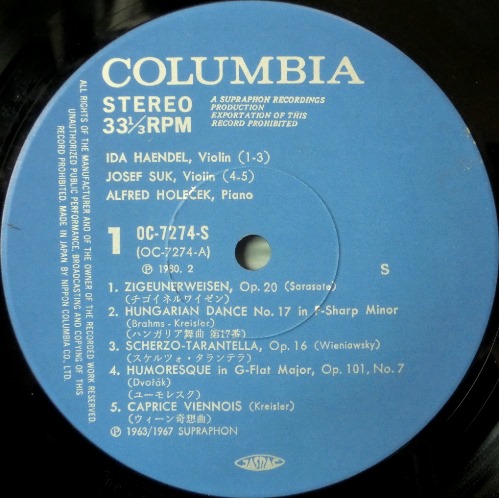 COLUMBIA
STEREO
33⅓RPM
A SUPRAPHON RECORDINGS
PRODUCTION
EXPORTATION OF THIS
RECORD PROHIBITED
IDA HAENDEL, Violin (1-3)
JOSEF SUK, Violin (4-5)
ALFRED HOLEČEK, Piano
1
OC-7274-S
(OC-7274-A)
Ⓟ 1980. 2
S
1. ZIGEUNERWEISEN, Op. 20 (Sarasate)
(チゴイネルワイゼン)
2. HUNGARIAN DANCE No. 17 in F-Sharp Minor
(Brahms - Kreisler)
(ハンガリア舞曲 第17番)
3. SCHERZO-TARANTELLA, Op. 16 (Wieniawsky)
(スケルツォ・タランテラ)
4. HUMORESQUE in G-Flat Major, Op. 101, No. 7
(Dvořák)
(ユーモレスク)
5. CAPRICE VIENNOIS (Kreisler)
(ウィーン奇想曲)
Ⓟ 1963/1967 SUPRAPHON
ALL RIGHTS OF THE MANUFACTURER AND OF THE OWNER OF THE RECORDED WORK RESERVED.
UNAUTHORIZED PUBLIC PERFORMANCE, BROADCASTING AND COPYING OF THIS
RECORD PROHIBITED. MADE IN JAPAN BY NIPPON COLUMBIA CO., LTD.
JASRAC